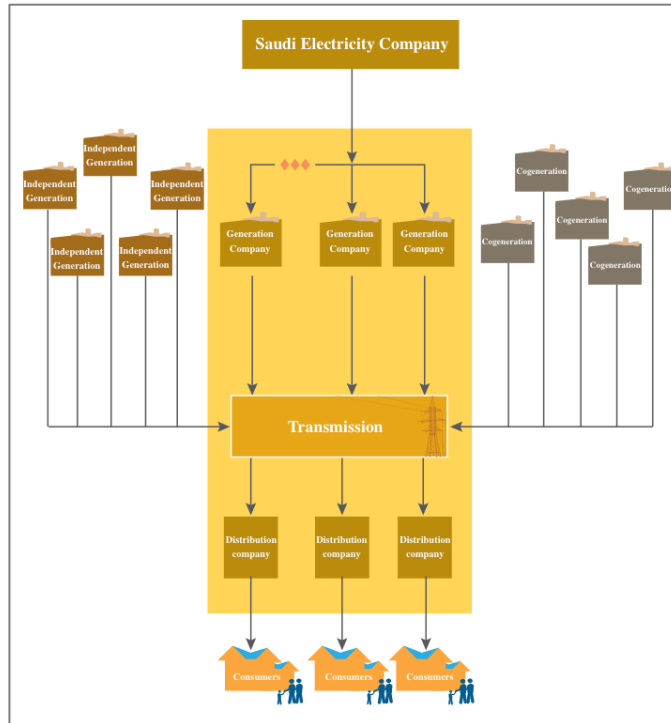 Saudi Electricity Company
Independent
Generation
Independent
Generation
Independent
Generation
Independent
Generation
Independent
Generation
Generation
Company
Generation
Company
Generation
Company
Cogeneration
Cogeneration
Cogeneration
Cogeneration
Cogeneration
Transmission
Distribution
company
Distribution
company
Distribution
company
Consumers
Consumers
Consumers